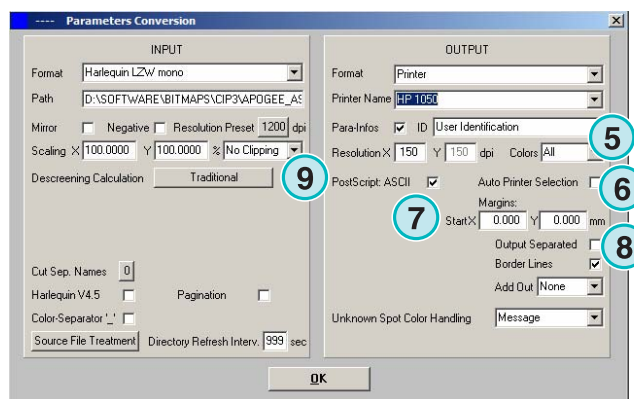 ---- Parameters Conversion
INPUT
Format Harlequin LZW mono
Path D:\SOFTWARE\BITMAPS\CIP3\APOGEE_AS
Mirror Negative Resolution Preset 1200 dpi
Scaling X 100.0000 Y 100.0000 % No Clipping
Descreening Calculation Traditional 9
Cut Sep. Names 0
Harlequin V4.5 Pagination
Color-Separator '_'
Source File Treatment Directory Refresh Interv. 999 sec
OUTPUT
Format Printer
Printer Name HP 1050
Para-Infos ID User Identification 5
Resolution X 150 Y 150 dpi Colors All
PostScript: ASCII Auto Printer Selection 6
Margins:
7 StartX 0.000 Y 0.000 mm
Output Separated 8
Border Lines
Add Out None
Unknown Spot Color Handling Message
OK